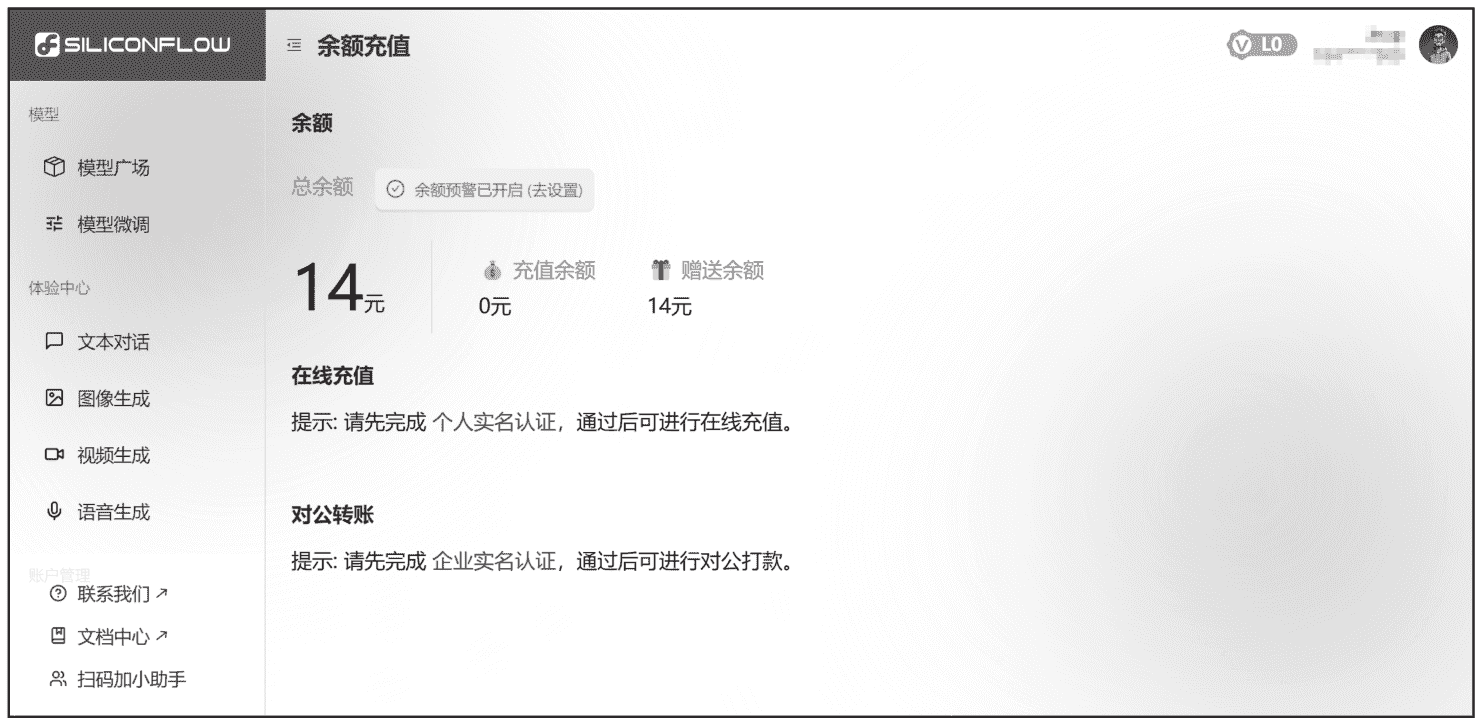 SILICONFLOW
余额充值
L0
模型
模型广场
模型微调
体验中心
文本对话
图像生成
视频生成
语音生成
账户管理
联系我们
文档中心
扫码加小助手
余额
总余额
余额预警已开启 (去设置)
14元
充值余额
0元
赠送余额
14元
在线充值
提示: 请先完成 个人实名认证，通过后可进行在线充值。
对公转账
提示: 请先完成 企业实名认证，通过后可进行对公打款。